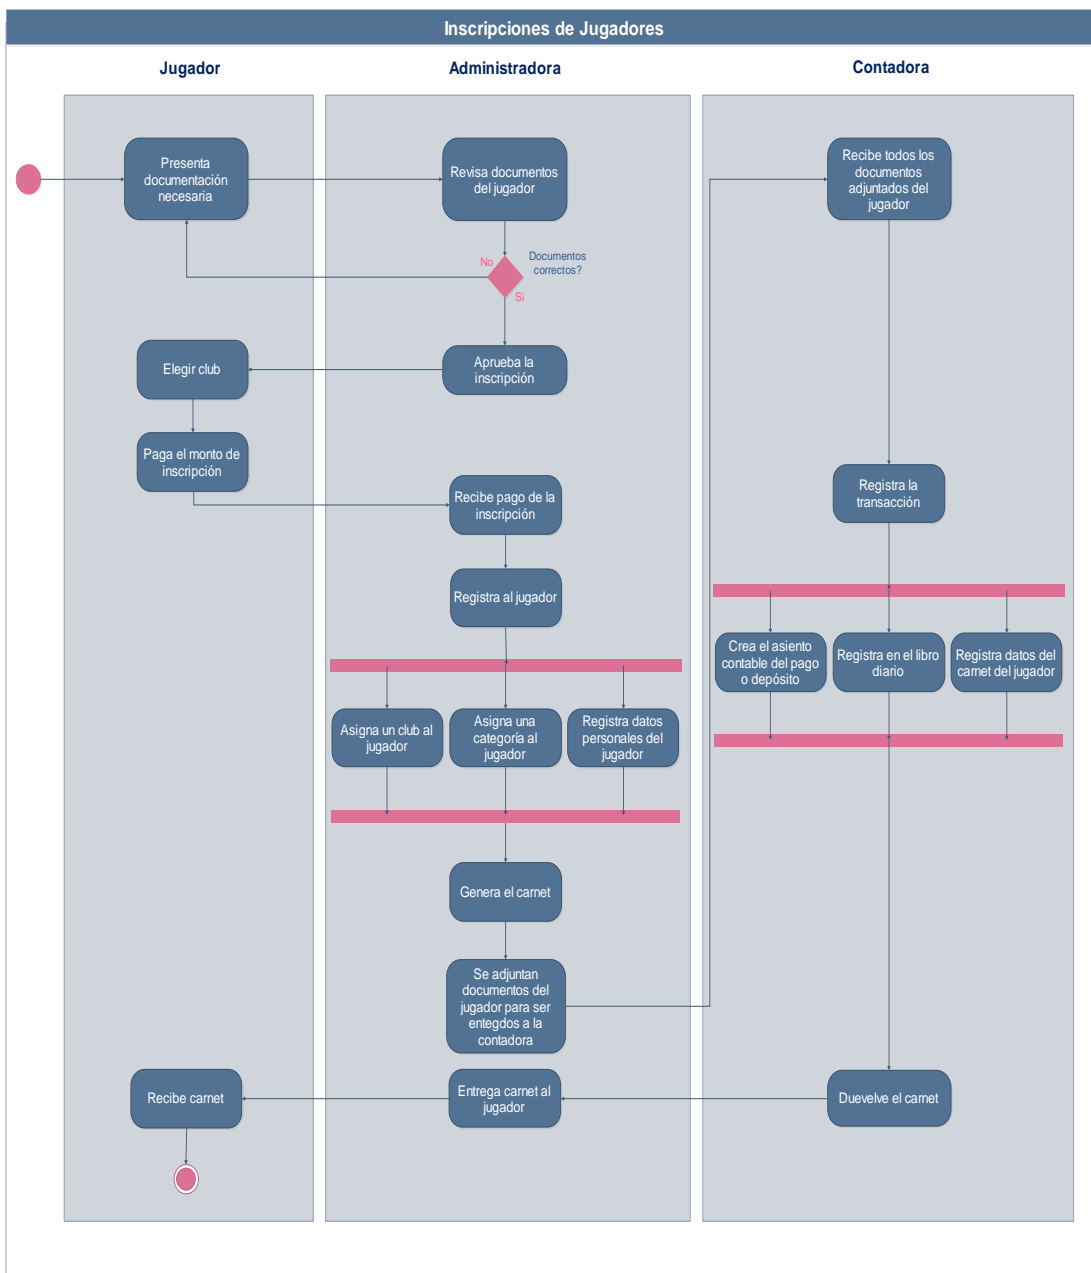 Inscripciones de Jugadores
Jugador
Administradora
Contadora
Presenta
documentación
necesaria
Revisa documentos
del jugador
Recibe todos los
documentos
adjuntados del
jugador
No
Documentos
correctos?
Si
Elegir club
Aprueba la
inscripción
Paga el monto de
inscripción
Recibe pago de la
inscripción
Registra la
transacción
Registra al jugador
Crea el asiento
contable del pago
o depósito
Registra en el libro
diario
Registra datos del
carnet del jugador
Asigna un club al
jugador
Asigna una
categoría al
jugador
Registra datos
personales del
jugador
Genera el carnet
Se adjuntan
documentos del
jugador para ser
entegdos a la
contadora
Recibe carnet
Entrega carnet al
jugador
Duevelve el carnet